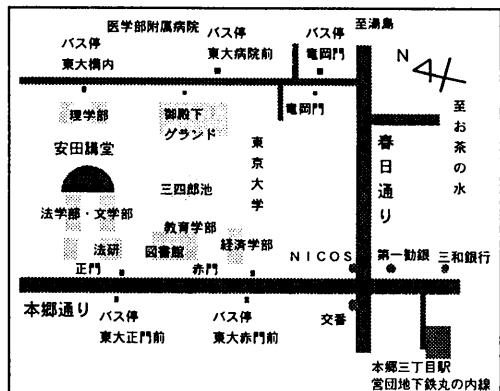 医学部附属病院
至湯島
バス停
東大構内
バス停
東大病院前
バス停
竜岡門
N
理学部
御殿下
グランド
竜岡門
至お茶の水
安田講堂
東京大学
春日通り
三四郎池
法学部・文学部
教育学部
法研
図書館
経済学部
正門
赤門
NICOS
第一勧銀
三和銀行
本郷通り
バス停
東大正門前
バス停
東大赤門前
交番
本郷三丁目駅
営団地下鉄丸の内線